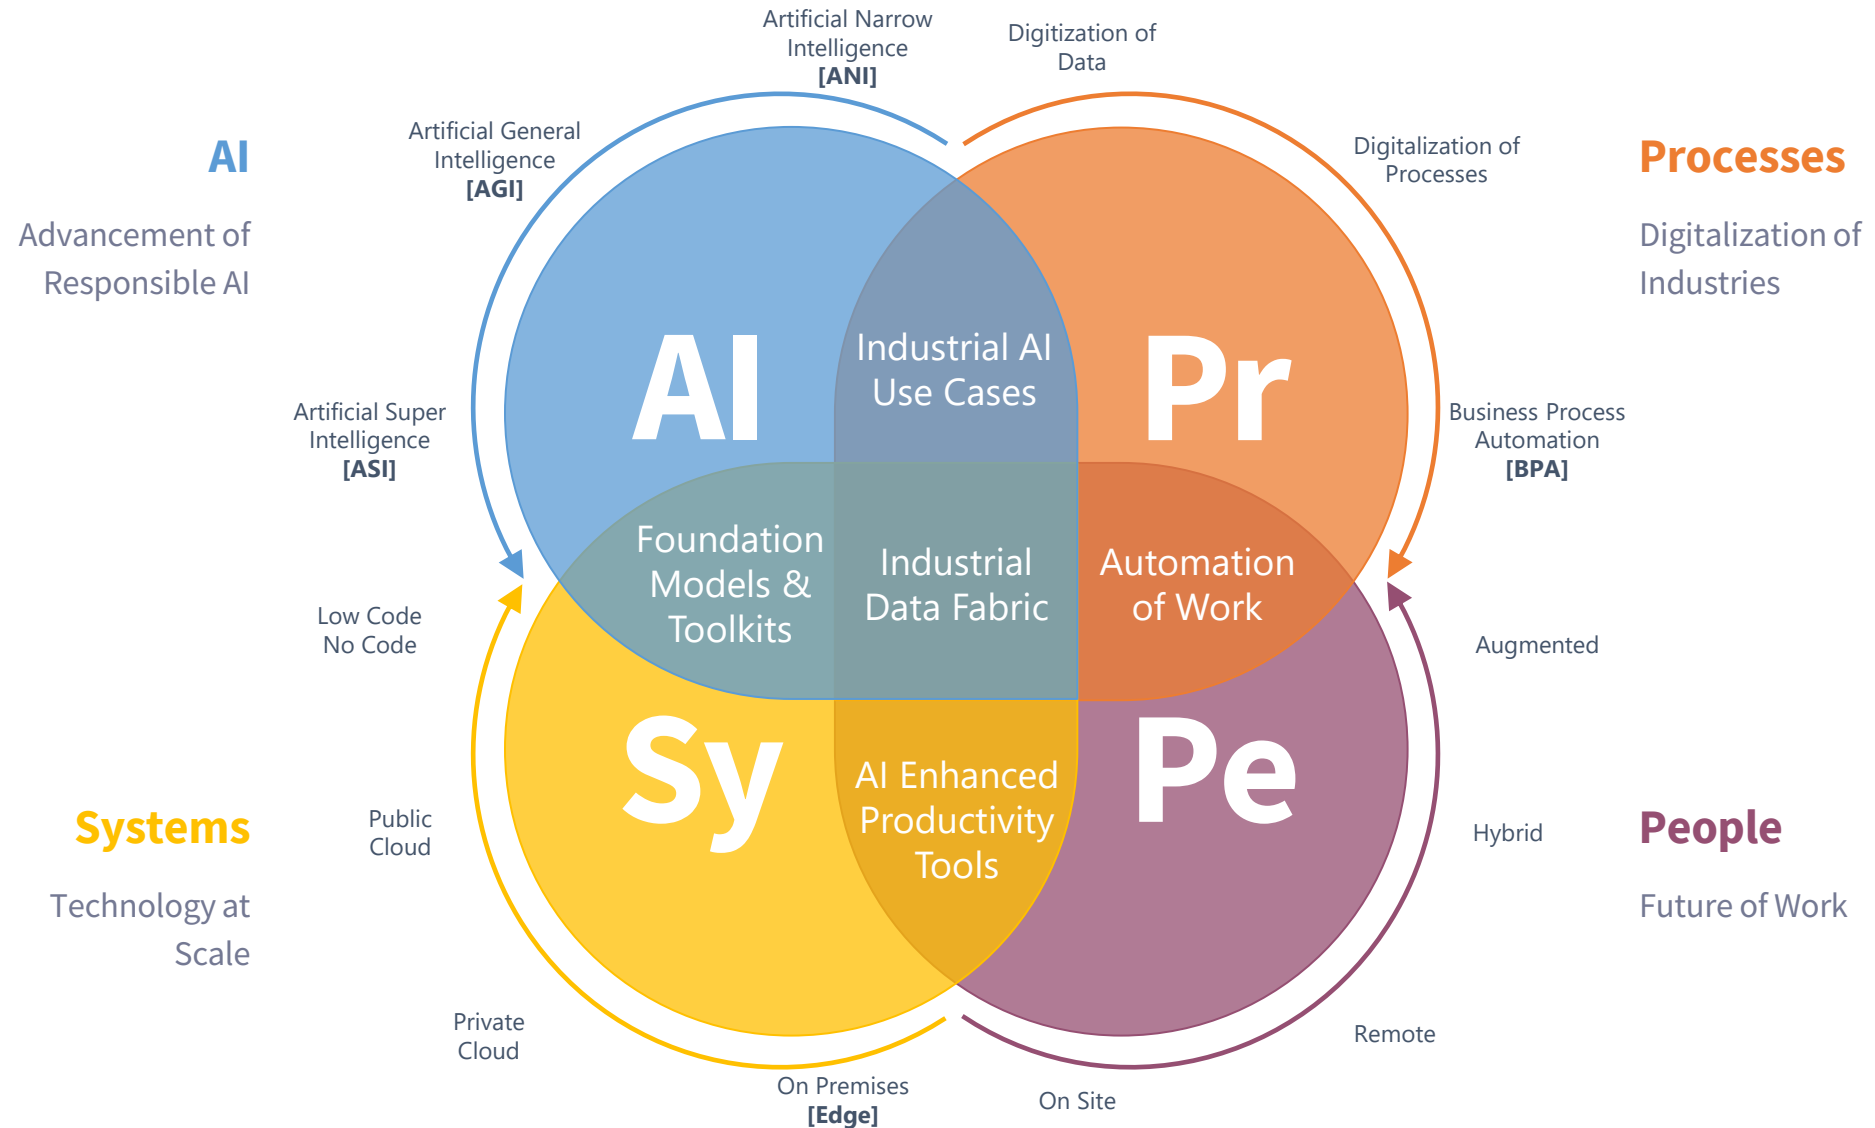 Artificial Narrow
Intelligence
[ANI]
Digitization of
Data
Artificial General
Intelligence
[AGI]
Digitalization of
Processes
AI
Advancement of
Responsible AI
Processes
Digitalization of
Industries
AI
Industrial AI
Use Cases
Pr
Artificial Super
Intelligence
[ASI]
Business Process
Automation
[BPA]
Foundation
Models &
Toolkits
Industrial
Data Fabric
Automation
of Work
Low Code
No Code
Augmented
Sy
AI Enhanced
Productivity
Tools
Pe
Systems
Technology at
Scale
Public
Cloud
Hybrid
People
Future of Work
Private
Cloud
Remote
On Premises
[Edge]
On Site